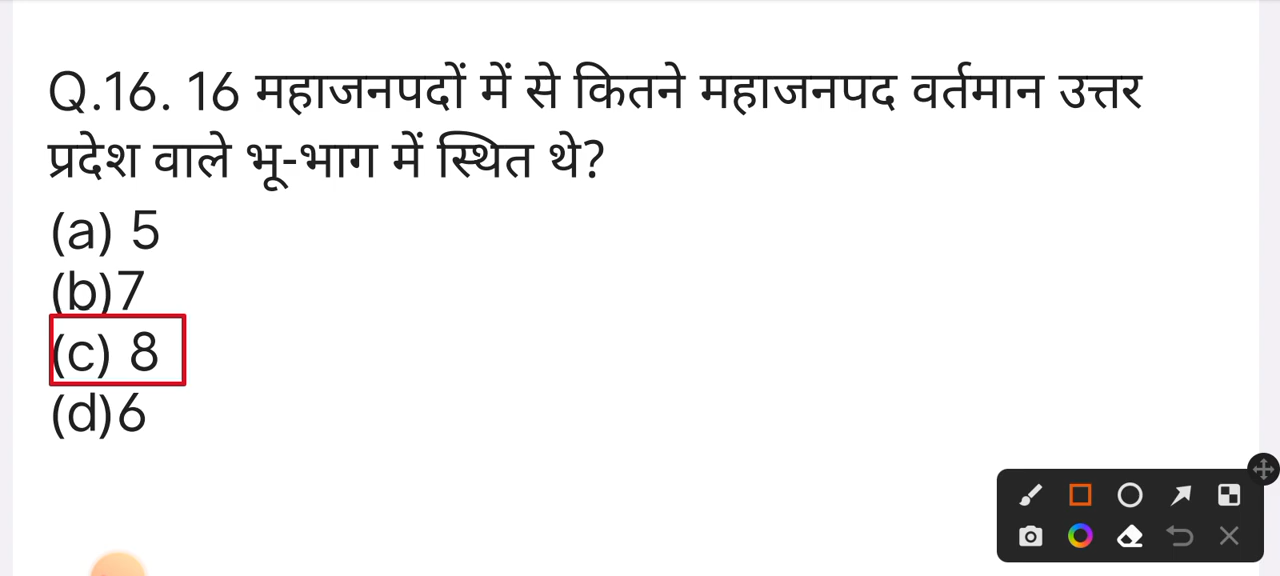 Q.16. 16 महाजनपदों में से कितने महाजनपद वर्तमान उत्तर
प्रदेश वाले भू-भाग में स्थित थे?
(a) 5
(b)7
(c) 8
(d)6